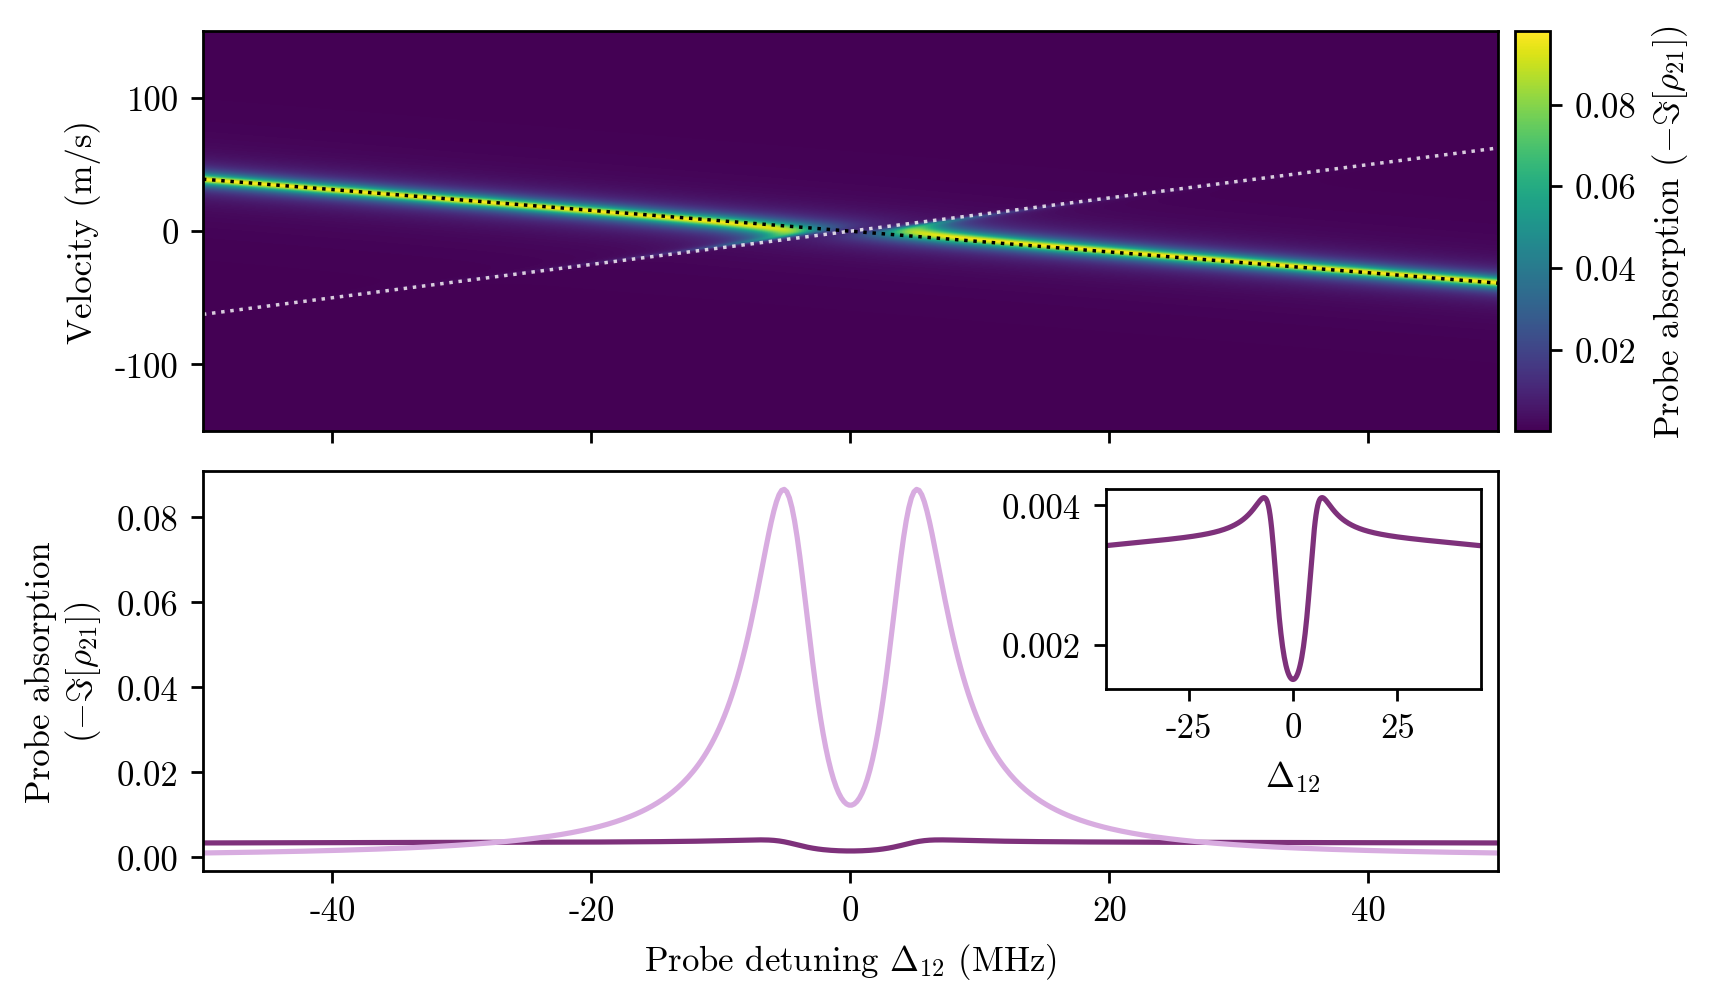 Velocity (m/s)
100
0
-100
0.08
0.06
0.04
0.02
Probe absorption (−ℑ[ρ₂₁])
Probe absorption
(−ℑ[ρ₂₁])
0.08
0.06
0.04
0.02
0.00
0.004
0.002
-25 0 25
Δ₁₂
-40 -20 0 20 40
Probe detuning Δ₁₂ (MHz)